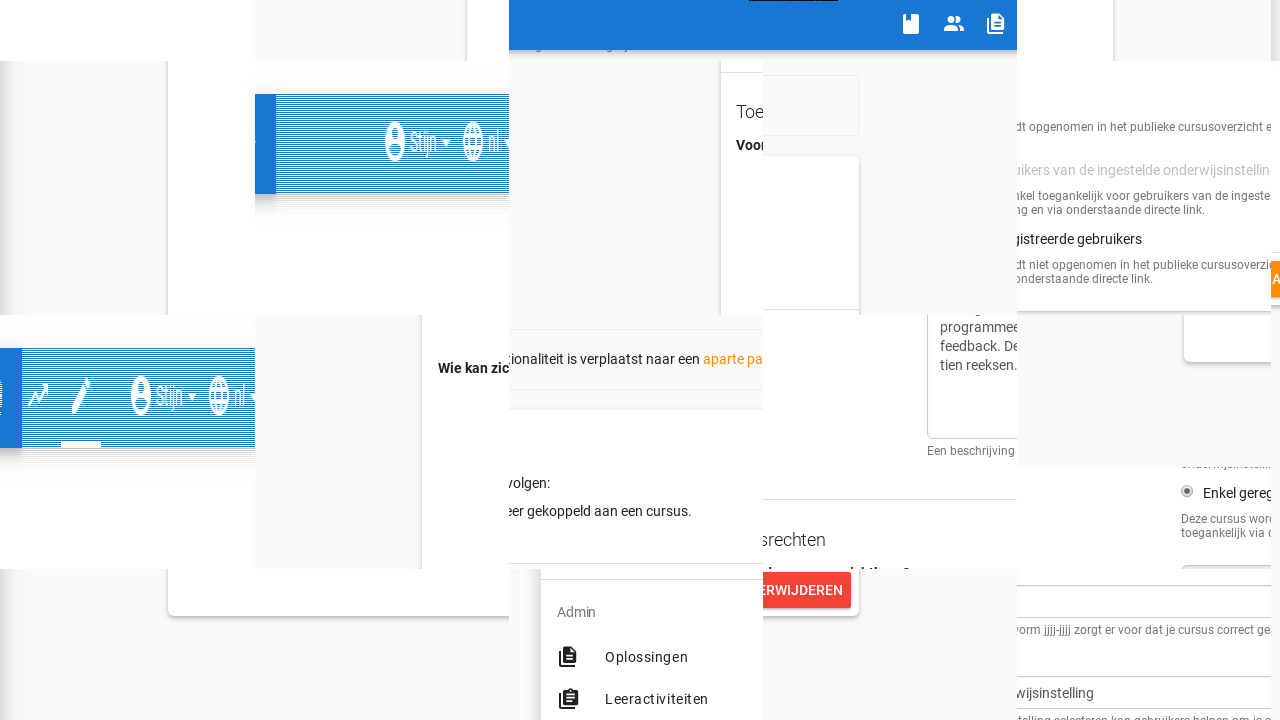 Toe
Voor
Stijn
nl
dt opgenomen in het publieke cursusoverzicht e
uikers van de ingestelde onderwijsinstellin
nkel toegankelijk voor gebruikers van de ingeste
ng en via onderstaande directe link.
gistreerde gebruikers
dt niet opgenomen in het publieke cursusoverzic
onderstaande directe link.
A
programmee
feedback. De
tien reeksen.
Een beschrijving
tionaliteit is verplaatst naar een aparte pa
Wie kan zic
Stijn
nl
volgen:
eer gekoppeld aan een cursus.
Enkel gereg
Deze cursus word
toegankelijk via o
srechten
ERWIJDEREN
Admin
Oplossingen
Leeractiviteiten
vorm jjjj-jjjj zorgt er voor dat je cursus correct ge
wijsinstelling